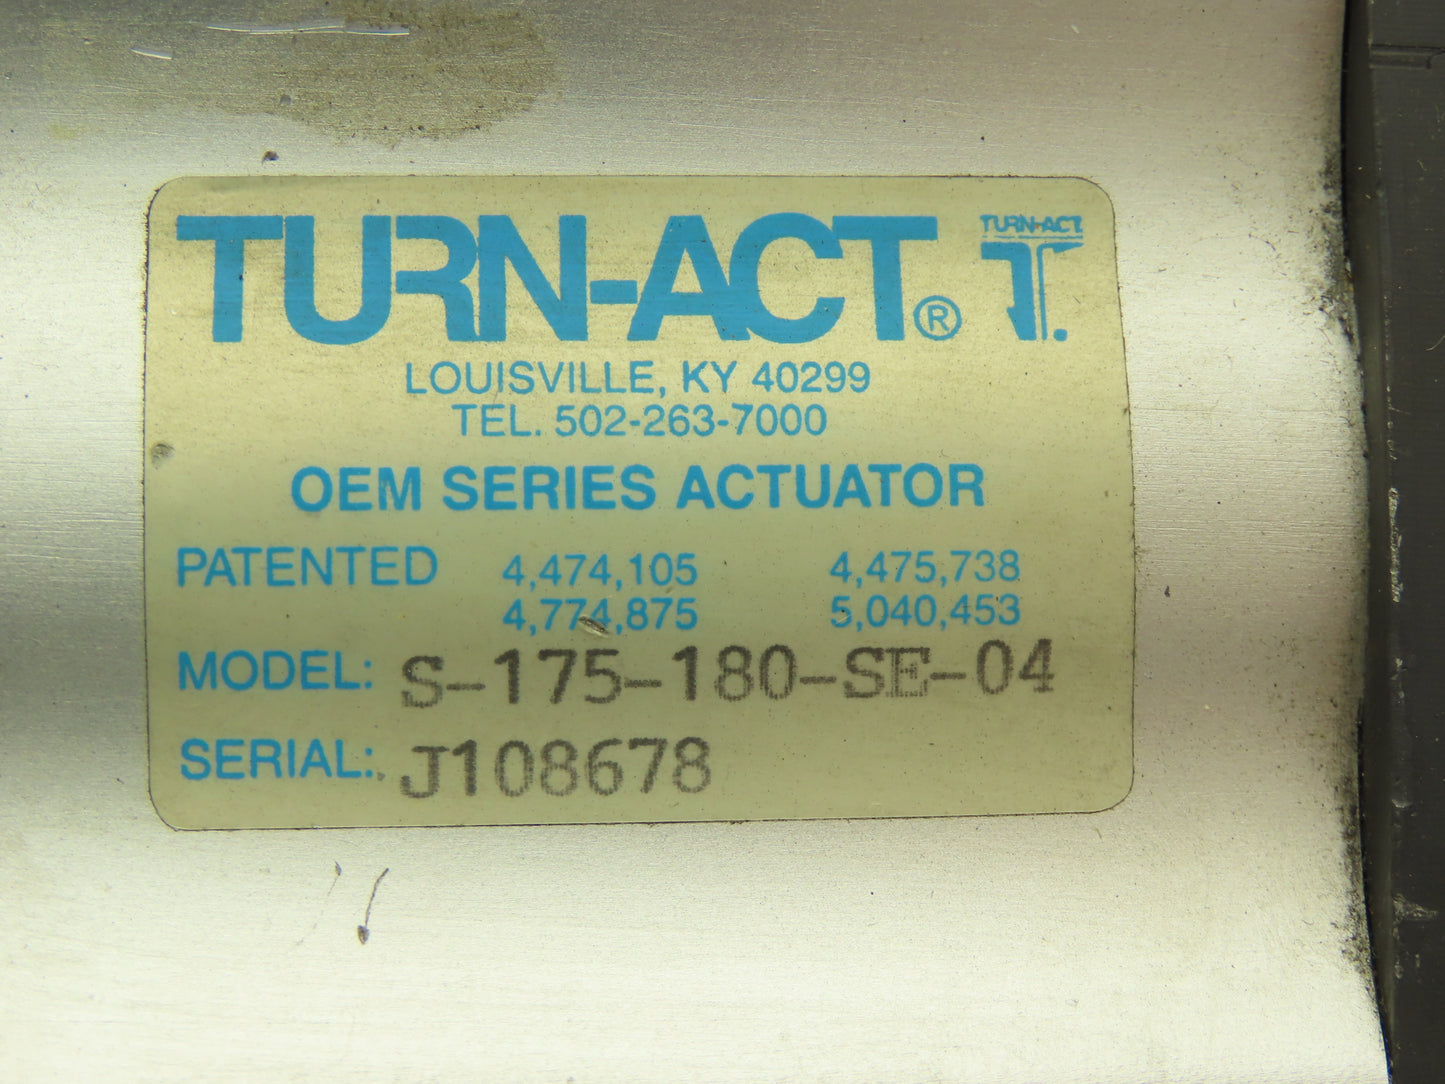 TURN-ACT® TURN-ACT. T.
LOUISVILLE, KY 40299
TEL. 502-263-7000
OEM SERIES ACTUATOR
PATENTED 4,474,105 4,475,738
4,774,875 5,040,453
MODEL: S-175-180-SE-04
SERIAL: J108678